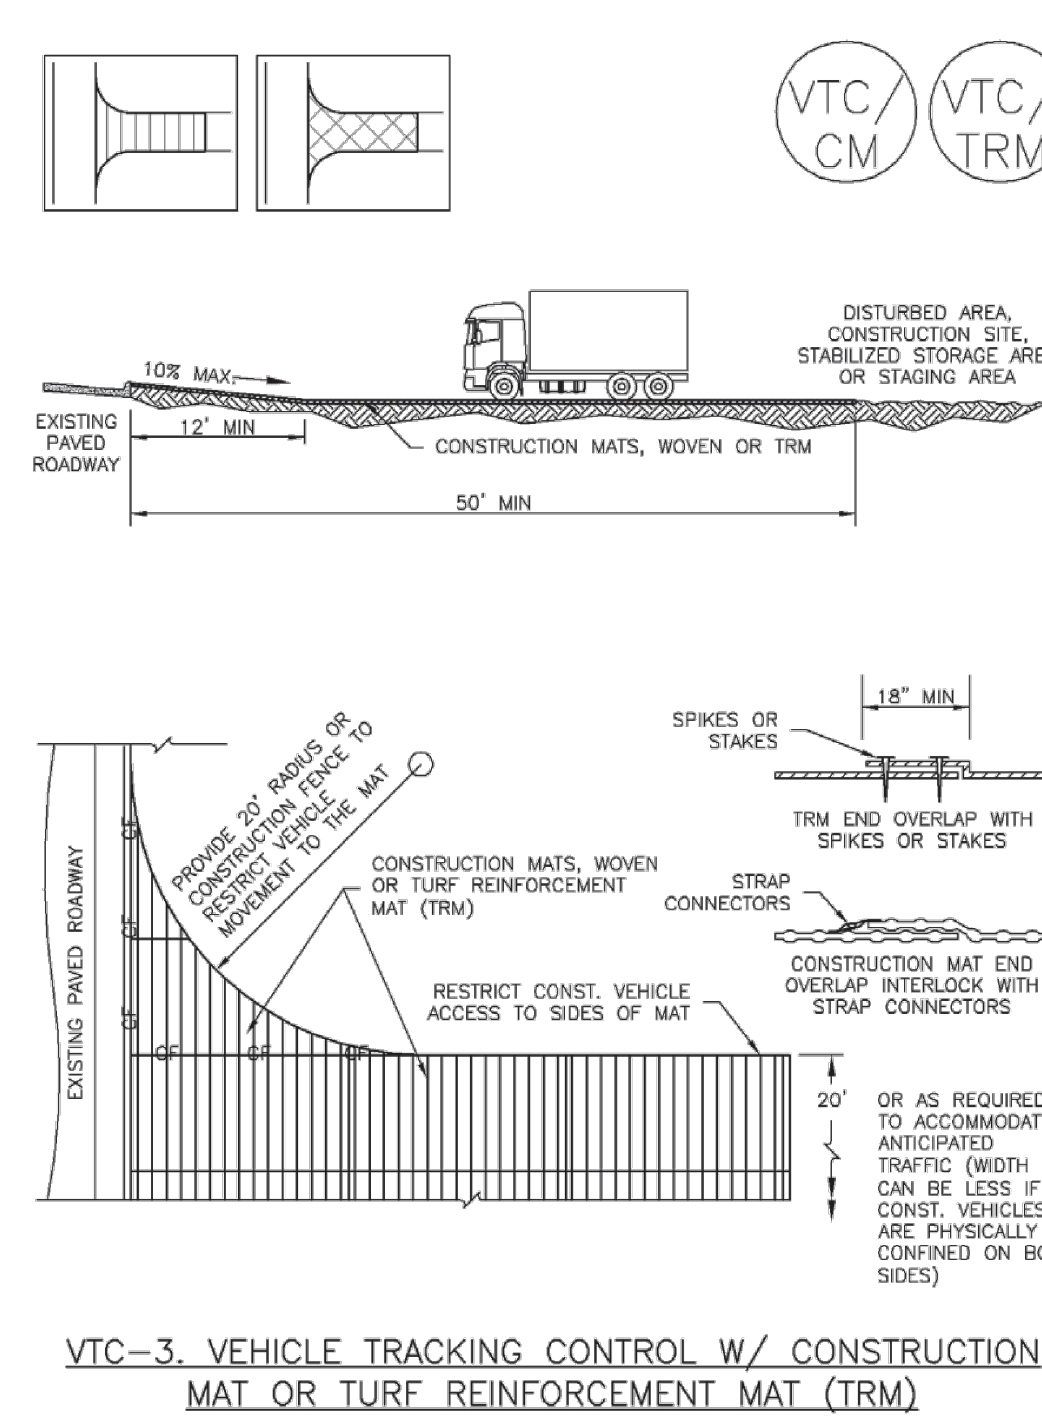 VTC/
CM
VTC/
TRM
DISTURBED AREA,
CONSTRUCTION SITE,
STABILIZED STORAGE ARE
OR STAGING AREA
10% MAX.
EXISTING
PAVED
ROADWAY
12' MIN
CONSTRUCTION MATS, WOVEN OR TRM
50' MIN
18" MIN
SPIKES OR
STAKES
TRM END OVERLAP WITH
SPIKES OR STAKES
STRAP
CONNECTORS
CONSTRUCTION MAT END
OVERLAP INTERLOCK WITH
STRAP CONNECTORS
PROVIDE 20' RADIUS OR
CONSTRUCTION FENCE TO
RESTRICT VEHICLE
MOVEMENT TO THE MAT
CONSTRUCTION MATS, WOVEN
OR TURF REINFORCEMENT
MAT (TRM)
EXISTING PAVED ROADWAY
CF
CF
CF
CF
CF
CF
RESTRICT CONST. VEHICLE
ACCESS TO SIDES OF MAT
20'
OR AS REQUIRED
TO ACCOMMODAT
ANTICIPATED
TRAFFIC (WIDTH
CAN BE LESS IF
CONST. VEHICLES
ARE PHYSICALLY
CONFINED ON BO
SIDES)
VTC-3. VEHICLE TRACKING CONTROL W/ CONSTRUCTION
MAT OR TURF REINFORCEMENT MAT (TRM)